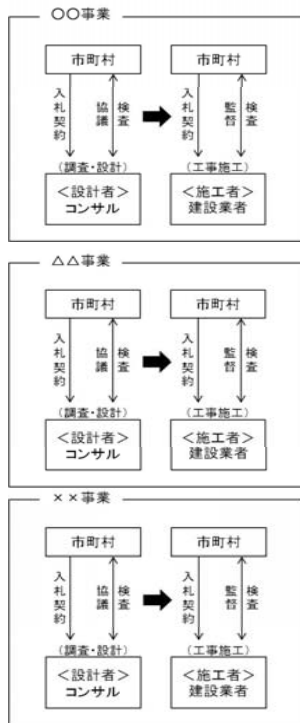 ○○事業
市町村 市町村
入札契約 協議 検査 入札契約 監督 検査
(調査・設計) (工事施工)
<設計者> <施工者>
コンサル 建設業者
△△事業
市町村 市町村
入札契約 協議 検査 入札契約 監督 検査
(調査・設計) (工事施工)
<設計者> <施工者>
コンサル 建設業者
××事業
市町村 市町村
入札契約 協議 検査 入札契約 監督 検査
(調査・設計) (工事施工)
<設計者> <施工者>
コンサル 建設業者